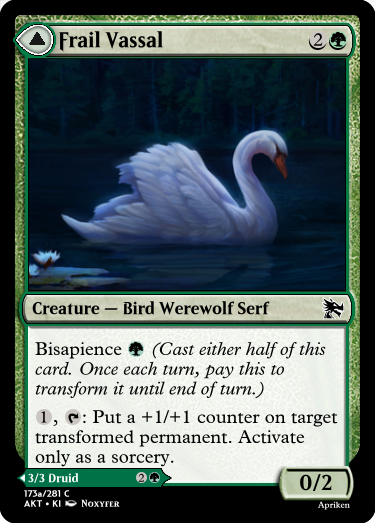 Frail Vassal 2
Creature — Bird Werewolf Serf
Bisapience (Cast either half of this
card. Once each turn, pay this to
transform it until end of turn.)
1, : Put a +1/+1 counter on target
transformed permanent. Activate
only as a sorcery.
3/3 Druid 2
0/2
173a/281 C
AKT • KI Noxyfer
Apriken